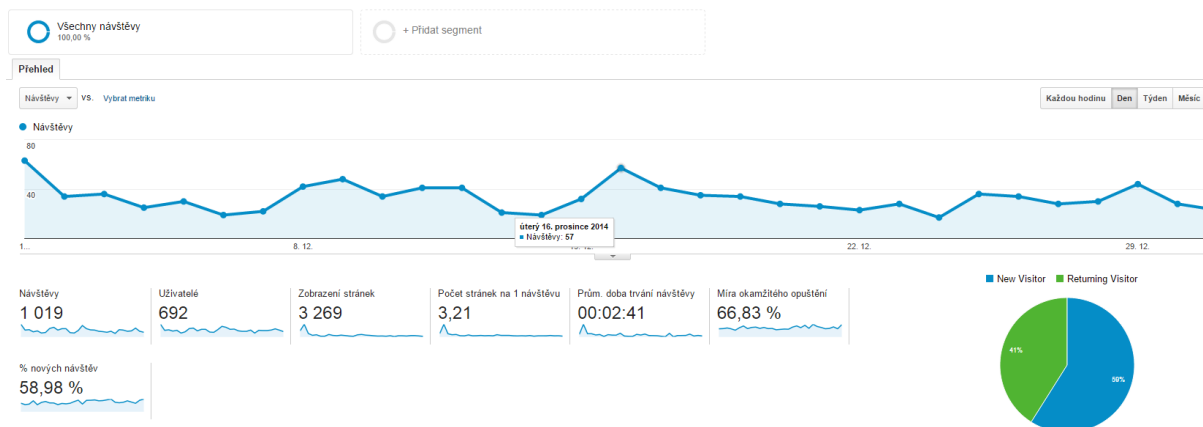 Všechny návštěvy
100,00 %
+ Přidat segment
Přehled
Návštěvy vs. Vybrat metriku
Každou hodinu Den Týden Měsíc
Návštěvy
80
40
úterý 16. prosince 2014
Návštěvy: 57
1... 8. 12. 22. 12. 29. 12.
New Visitor Returning Visitor
Návštěvy Uživatelé Zobrazení stránek Počet stránek na 1 návštěvu Prům. doba trvání návštěvy Míra okamžitého opuštění
1 019 692 3 269 3,21 00:02:41 66,83 %
41%
59%
% nových návštěv
58,98 %